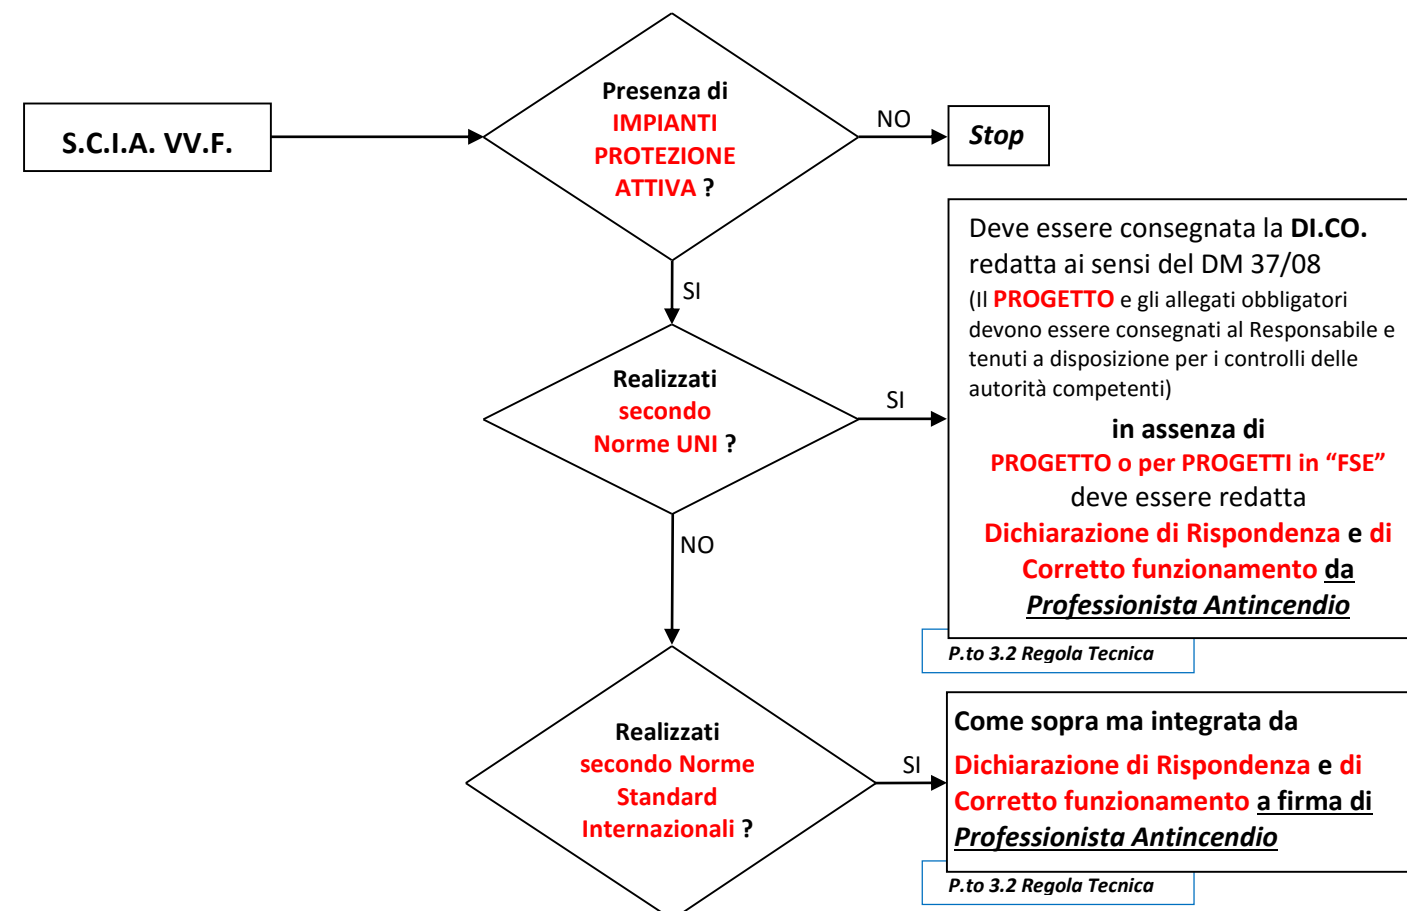 S.C.I.A. VV.F.
Presenza di
IMPIANTI
PROTEZIONE
ATTIVA ?
NO
Stop
SI
Realizzati
secondo
Norme UNI ?
SI
Deve essere consegnata la DI.CO.
redatta ai sensi del DM 37/08
(Il PROGETTO e gli allegati obbligatori
devono essere consegnati al Responsabile e
tenuti a disposizione per i controlli delle
autorità competenti)
in assenza di
PROGETTO o per PROGETTI in “FSE”
deve essere redatta
Dichiarazione di Rispondenza e di
Corretto funzionamento da
Professionista Antincendio
P.to 3.2 Regola Tecnica
NO
Realizzati
secondo Norme
Standard
Internazionali ?
SI
Come sopra ma integrata da
Dichiarazione di Rispondenza e di
Corretto funzionamento a firma di
Professionista Antincendio
P.to 3.2 Regola Tecnica